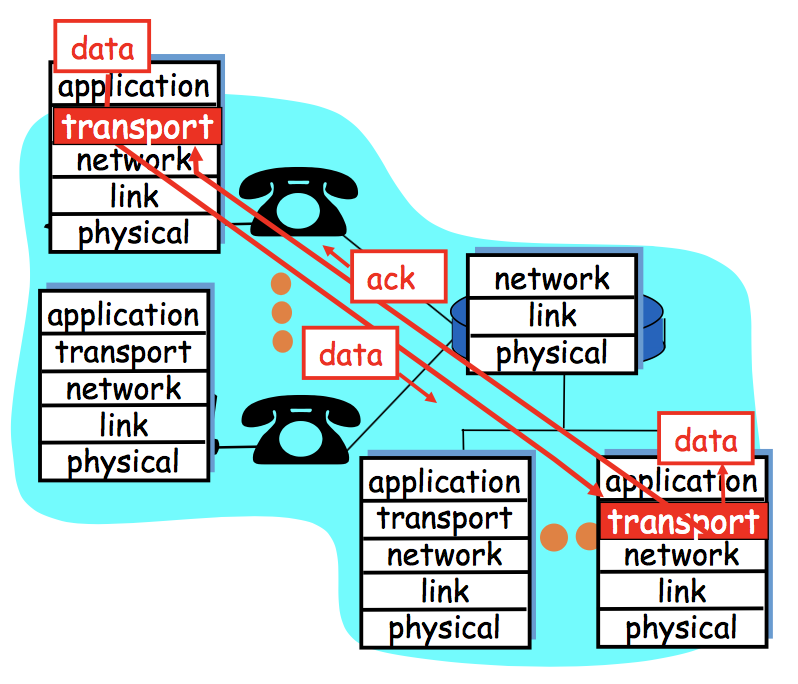 data
application
transport
network
link
physical
ack
network
link
physical
application
transport
network
link
physical
data
data
application
transport
network
link
physical
application
transport
network
link
physical